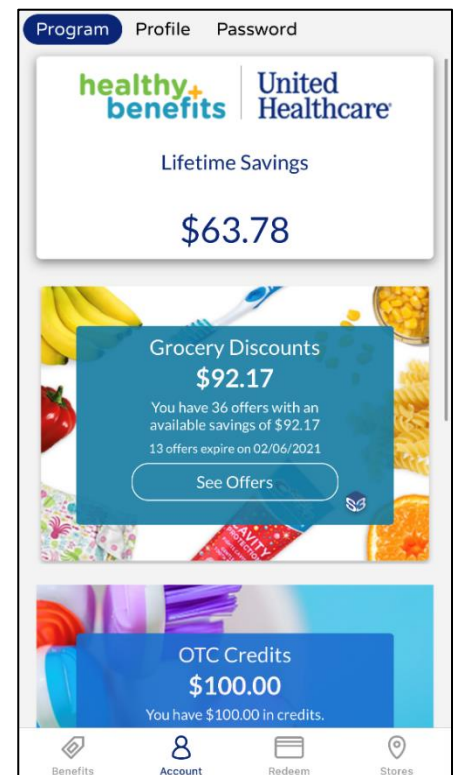 Program Profile Password
healthy+
benefits
United
Healthcare
Lifetime Savings
$63.78
Grocery Discounts
$92.17
You have 36 offers with an
available savings of $92.17
13 offers expire on 02/06/2021
See Offers
CAVITY
PROTECTION
OTC Credits
$100.00
You have $100.00 in credits.
Benefits Account Redeem Stores